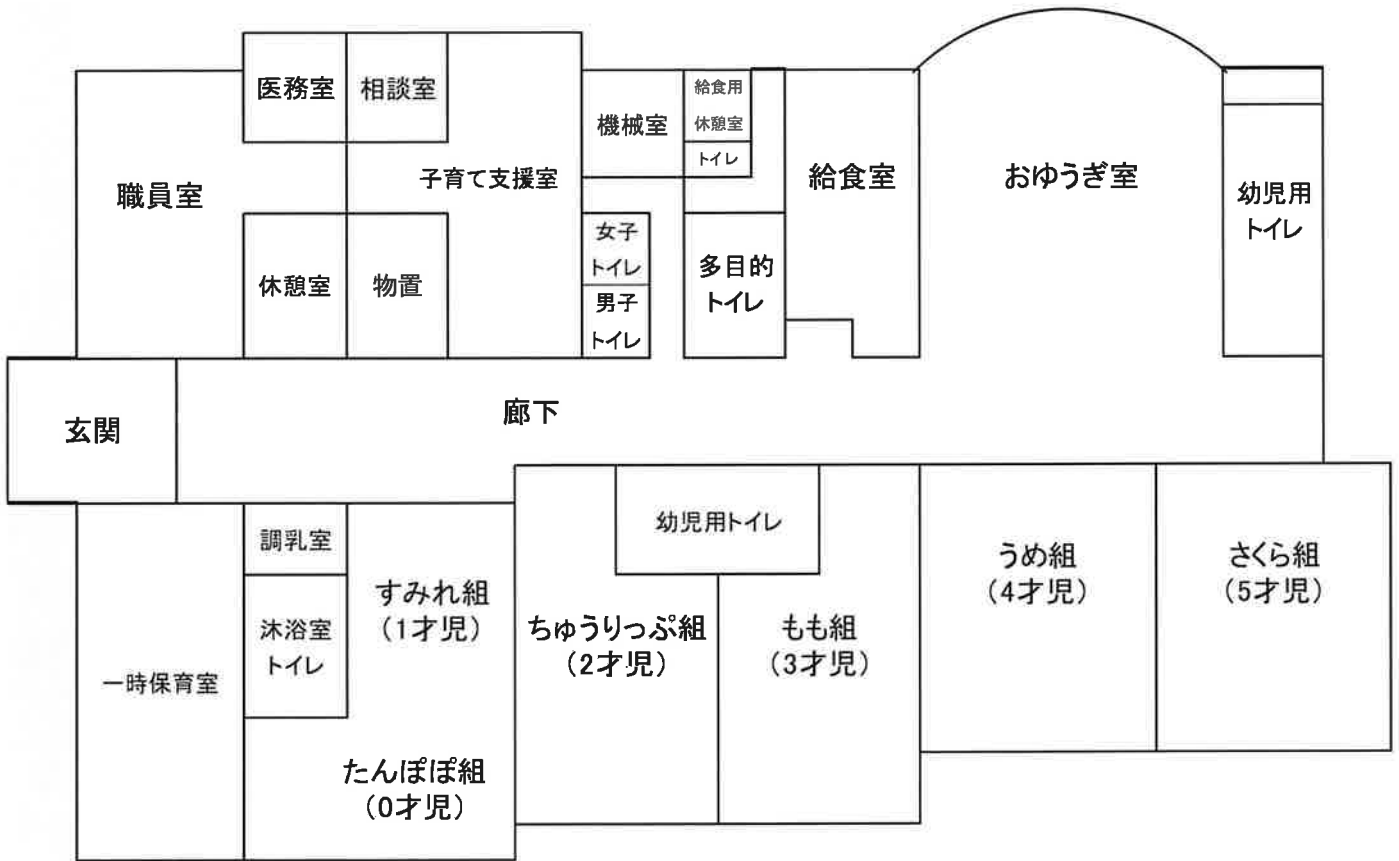 医務室
相談室
職員室
子育て支援室
休憩室
物置
機械室
給食用
休憩室
トイレ
女子
トイレ
男子
トイレ
多目的
トイレ
給食室
おゆうぎ室
幼児用
トイレ
玄関
廊下
一時保育室
調乳室
沐浴室
トイレ
すみれ組
(1才児)
たんぽぽ組
(0才児)
ちゅうりっぷ組
(2才児)
幼児用トイレ
もも組
(3才児)
うめ組
(4才児)
さくら組
(5才児)